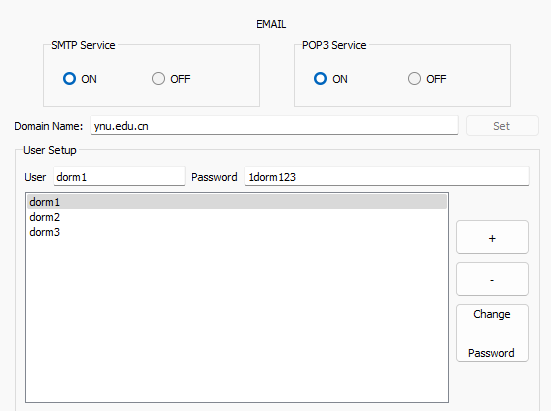 EMAIL
SMTP Service
POP3 Service
ON OFF
ON OFF
Domain Name: ynu.edu.cn Set
User Setup
User dorm1 Password 1dorm123
dorm1
dorm2
dorm3
+
-
Change
Password